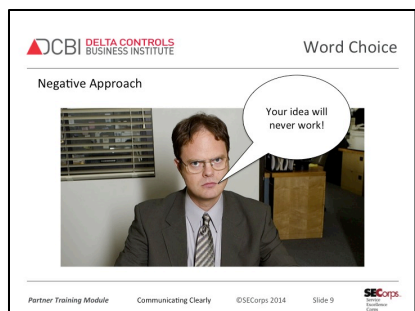 DCBI DELTA CONTROLS
BUSINESS INSTITUTE
Word Choice
Negative Approach
Your idea will
never work!
Partner Training Module Communicating Clearly ©SECorps 2014 Slide 9
SECorps.
Service
Excellence
Corps